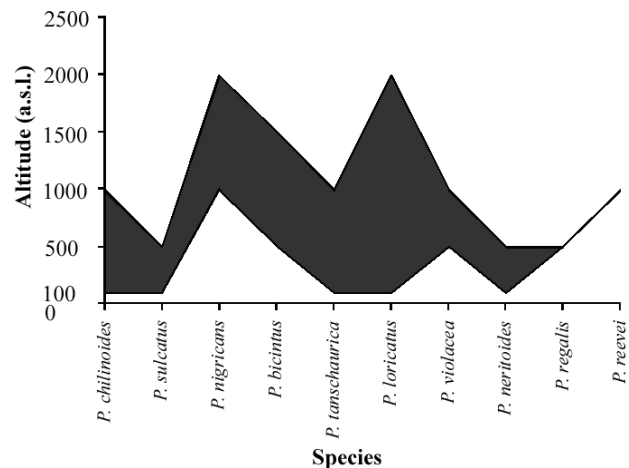 2500
2000
1500
1000
500
100
0
Altitude (a.s.l.)
P. chilinoides
P. sulcatus
P. nigricans
P. bicintus
P. tanschaurica
P. loricatus
P. violacea
P. neritoides
P. regalis
P. reevei
Species